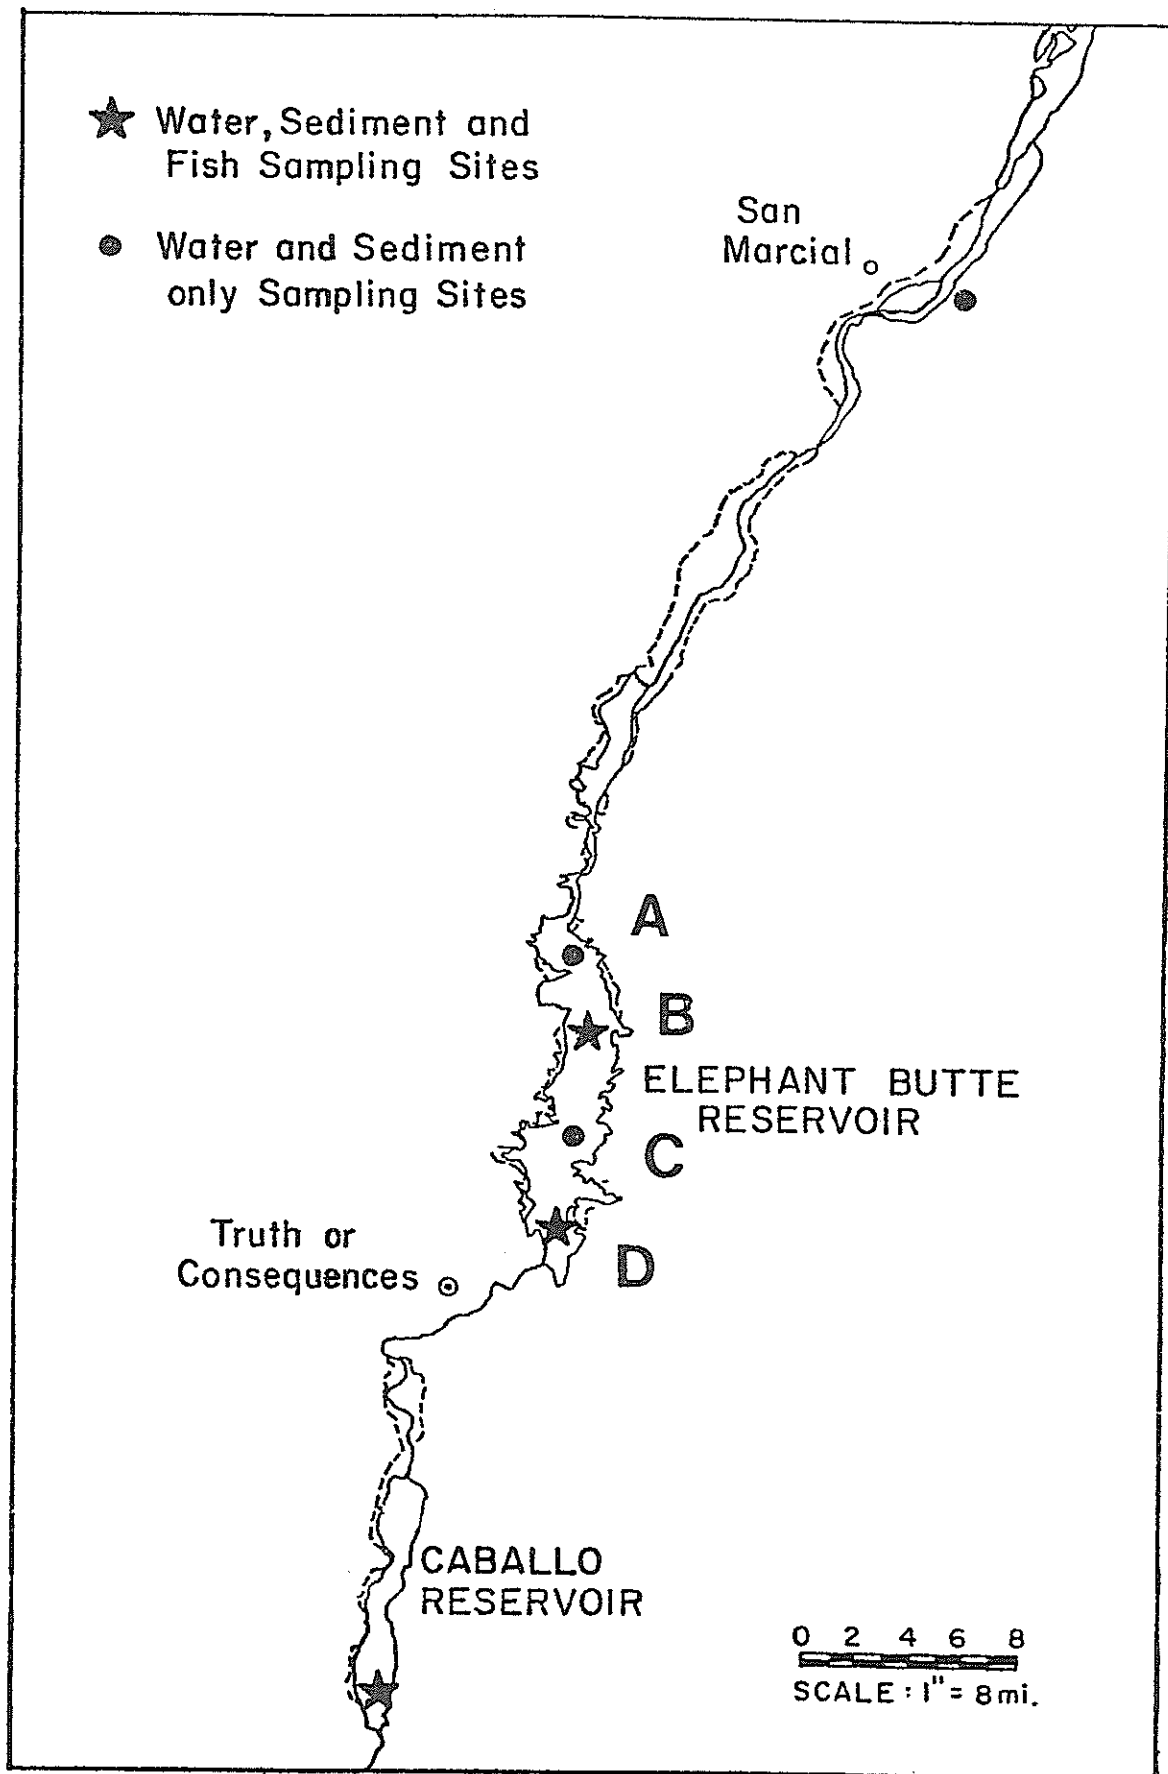 Water, Sediment and
Fish Sampling Sites
Water and Sediment
only Sampling Sites
San
Marcial
A
B
ELEPHANT BUTTE
RESERVOIR
C
Truth or
Consequences
D
CABALLO
RESERVOIR
0 2 4 6 8
SCALE : 1" = 8 mi.